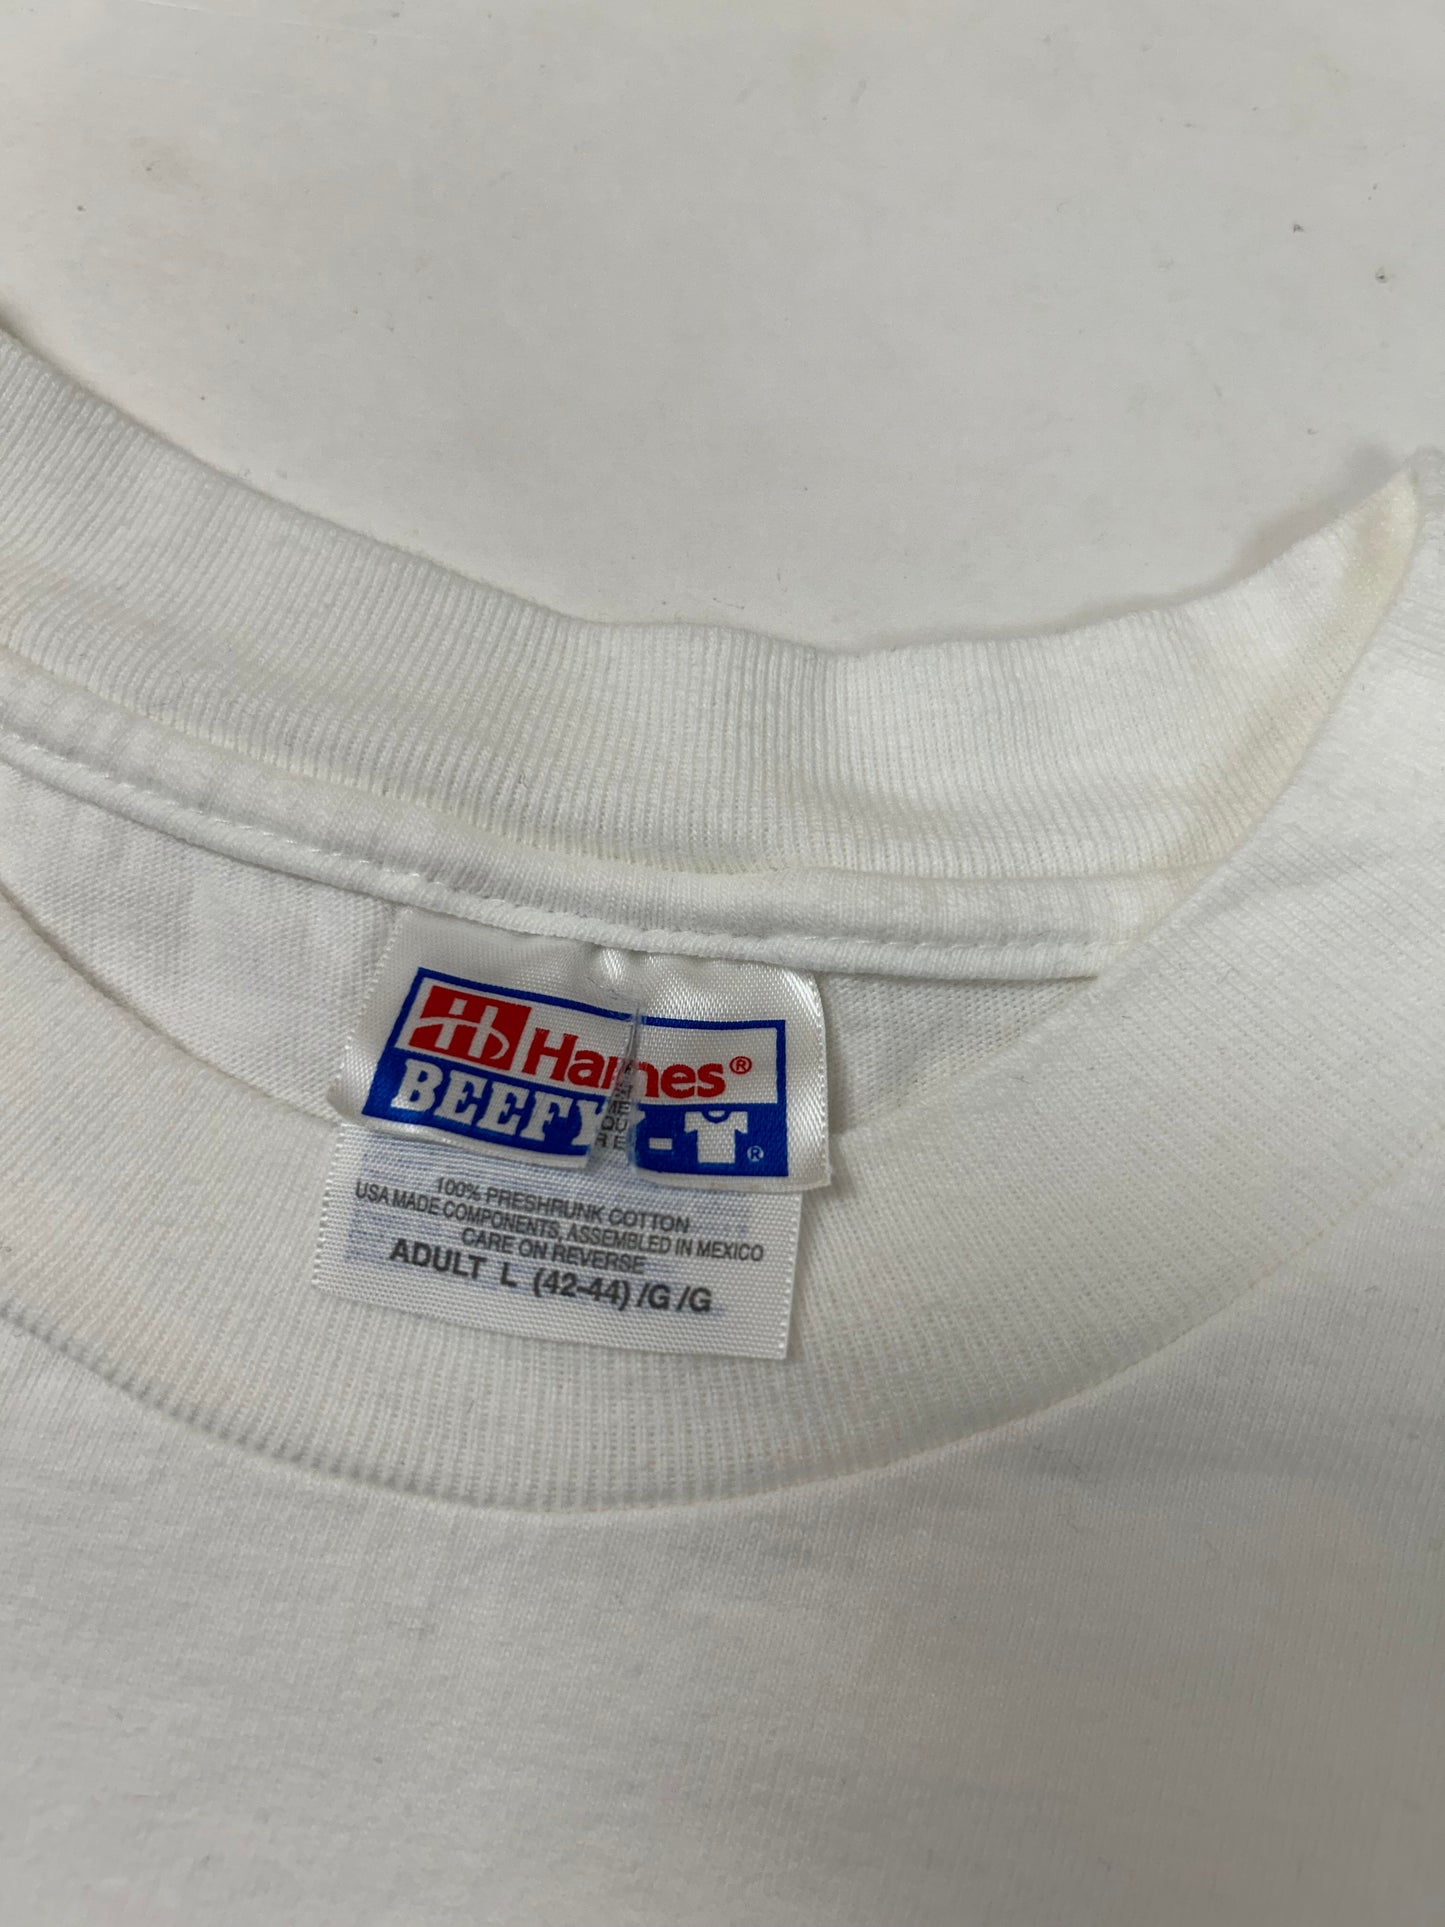 Hanes®
BEEFY-T®
100% PRESHRUNK COTTON
USA MADE COMPONENTS, ASSEMBLED IN MEXICO
CARE ON REVERSE
ADULT L (42-44) /G /G